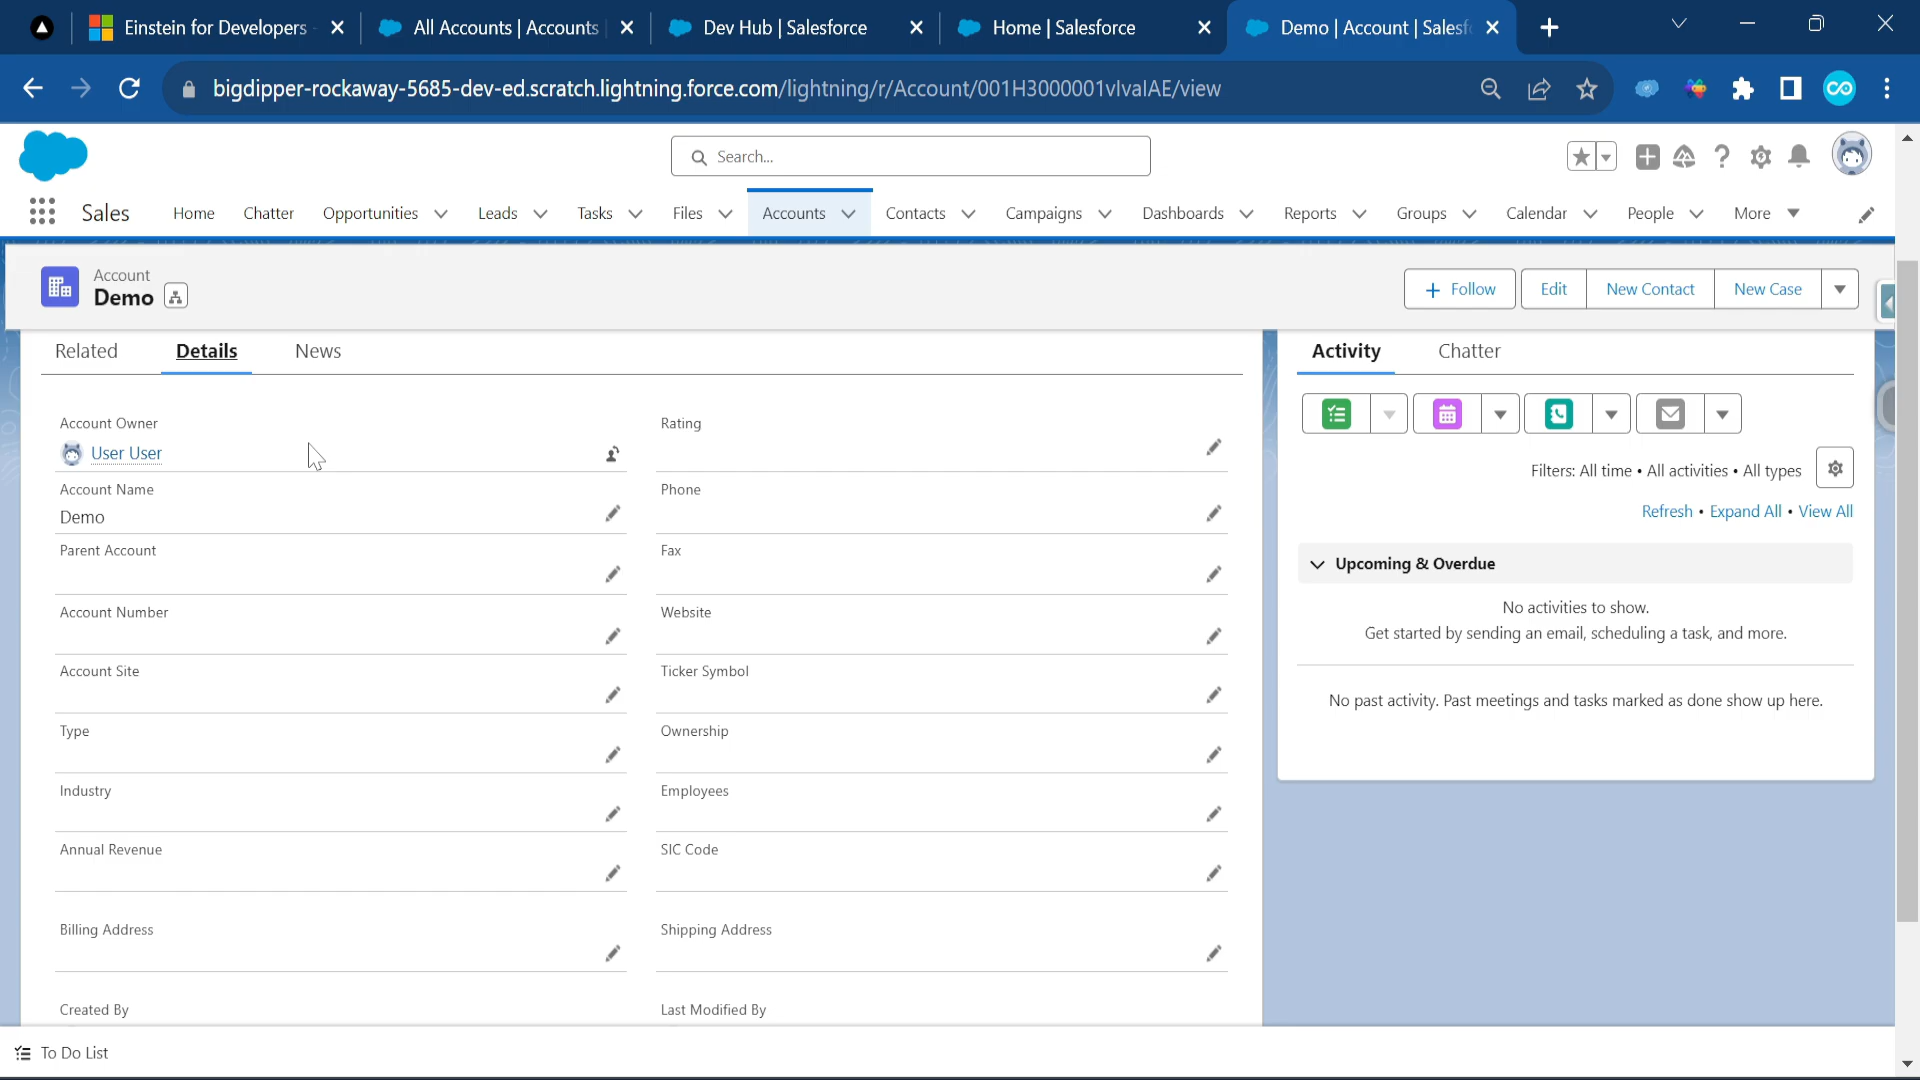 Einstein for Developers
All Accounts | Accounts
Dev Hub | Salesforce
Home | Salesforce
Demo | Account | Salesf
bigdipper-rockaway-5685-dev-ed.scratch.lightning.force.com/lightning/r/Account/001H3000001vlvalAE/view
Search...
Sales
Home
Chatter
Opportunities
Leads
Tasks
Files
Accounts
Contacts
Campaigns
Dashboards
Reports
Groups
Calendar
People
More
Account
Demo
Follow
Edit
New Contact
New Case
Related
Details
News
Account Owner
User User
Rating
Account Name
Demo
Phone
Parent Account
Fax
Account Number
Website
Account Site
Ticker Symbol
Type
Ownership
Industry
Employees
Annual Revenue
SIC Code
Billing Address
Shipping Address
Created By
Last Modified By
Activity
Chatter
Filters: All time • All activities • All types
Refresh • Expand All • View All
Upcoming & Overdue
No activities to show.
Get started by sending an email, scheduling a task, and more.
No past activity. Past meetings and tasks marked as done show up here.
To Do List